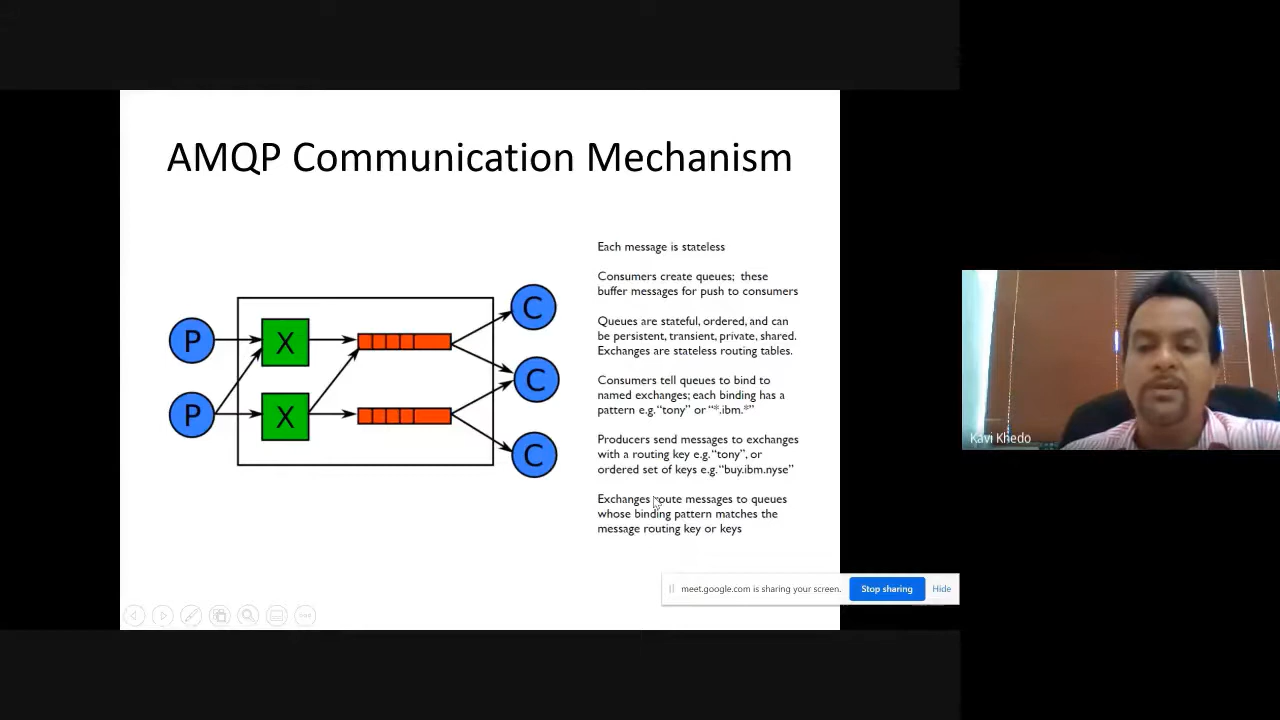 AMQP Communication Mechanism
Each message is stateless
Consumers create queues; these
buffer messages for push to consumers
Queues are stateful, ordered, and can
be persistent, transient, private, shared.
Exchanges are stateless routing tables.
Consumers tell queues to bind to
named exchanges; each binding has a
pattern e.g. “tony” or “*.ibm.*”
Producers send messages to exchanges
with a routing key e.g. “tony”, or
ordered set of keys e.g. “buy.ibm.nyse”
Exchanges route messages to queues
whose binding pattern matches the
message routing key or keys
P
P
X
X
C
C
C
Kavi Khedo
meet.google.com is sharing your screen.
Stop sharing
Hide